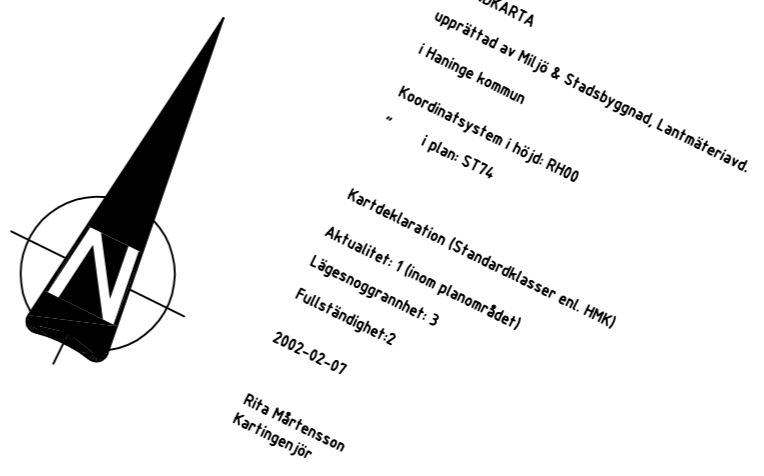 upprättad av Miljö & Stadsbyggnad, Lantmäteriavd.
i Haninge kommun
Koordinatsystem i höjd: RH00
" i plan: ST74
Kartdeklaration (Standardklasser enl. HMK)
Aktualitet: 1 (inom planområdet)
Lägesnoggrannhet: 3
Fullständighet:2
2002-02-07
Rita Mårtensson
Kartingenjör
N